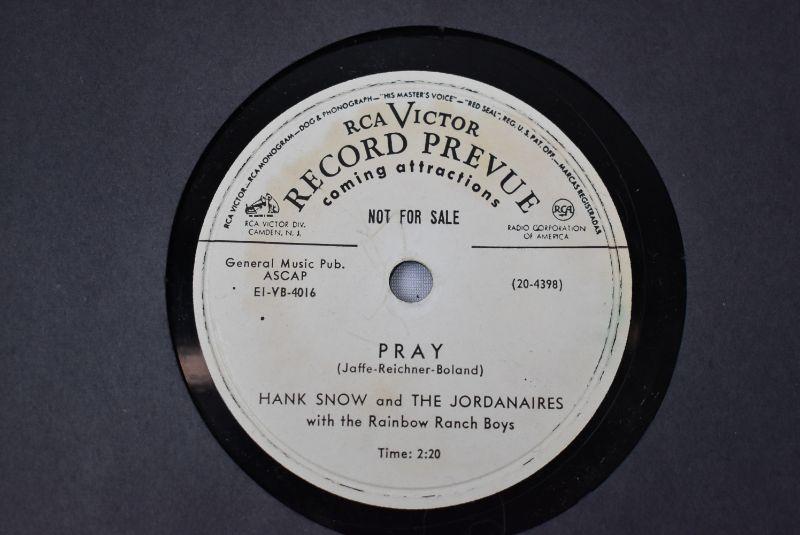 RCA VICTOR—RCA MONOGRAM—DOG & PHONOGRAPH—"HIS MASTER'S VOICE"—"RED SEAL", REG. U.S. PAT. OFF.—MARCAS REGISTRADAS
RCA VICTOR
RECORD PREVUE
coming attractions
NOT FOR SALE
RCA VICTOR DIV.
CAMDEN, N. J.
RCA
RADIO CORPORATION
OF AMERICA
General Music Pub.
ASCAP
E1-VB-4016
(20-4398)
PRAY
(Jaffe-Reichner-Boland)
HANK SNOW and THE JORDANAIRES
with the Rainbow Ranch Boys
Time: 2:20